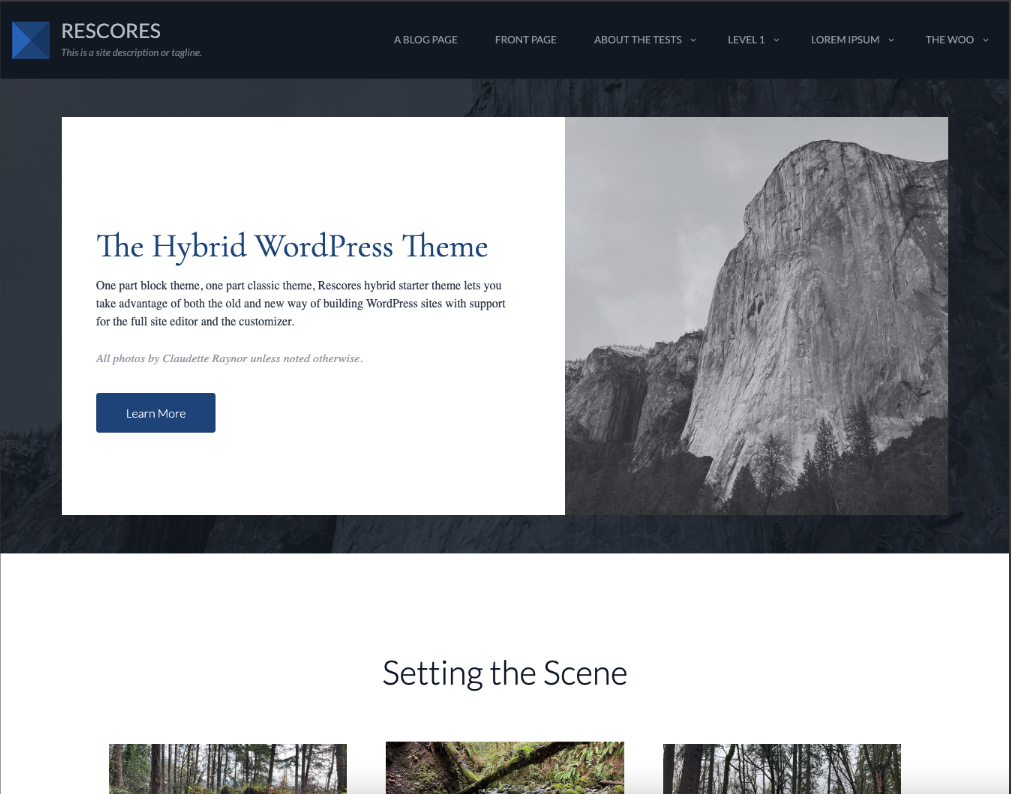 RESCORES
This is a site description or tagline.
A BLOG PAGE
FRONT PAGE
ABOUT THE TESTS
LEVEL 1
LOREM IPSUM
THE WOO
The Hybrid WordPress Theme
One part block theme, one part classic theme, Rescores hybrid starter theme lets you
take advantage of both the old and new way of building WordPress sites with support
for the full site editor and the customizer.
All photos by Claudette Raynor unless noted otherwise.
Learn More
Setting the Scene